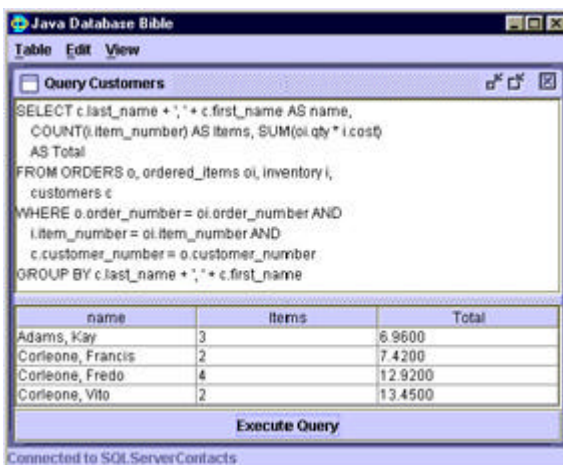 Java Database Bible
Table Edit View
Query Customers
SELECT c.last_name + ', ' + c.first_name AS name,
COUNT(i.item_number) AS Items, SUM(oi.qty * i.cost)
AS Total
FROM ORDERS o, ordered_items oi, inventory i,
customers c
WHERE o.order_number = oi.order_number AND
i.item_number = oi.item_number AND
c.customer_number = o.customer_number
GROUP BY c.last_name + ', ' + c.first_name
name Items Total
Adams, Kay 3 6.9600
Corleone, Francis 2 7.4200
Corleone, Fredo 4 12.9200
Corleone, Vito 2 13.4500
Execute Query
Connected to SQLServerContacts